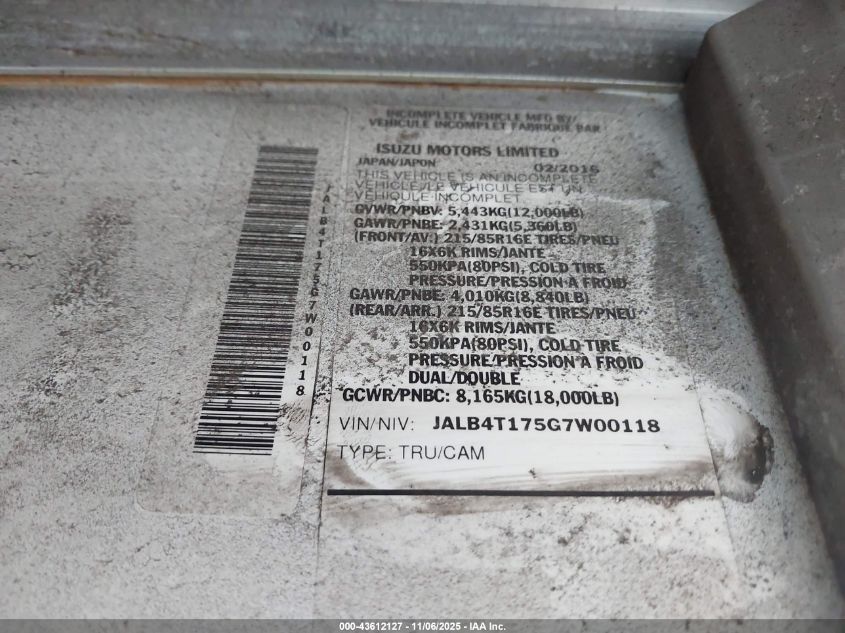 INCOMPLETE VEHICLE MFD BY/
VEHICULE INCOMPLET FABRIQUE PAR
ISUZU MOTORS LIMITED
JAPAN/JAPON 02/2016
THIS VEHICLE IS AN INCOMPLETE
VEHICLE/LE VEHICULE EST UN
VEHIQULE INCOMPLET
GVWR/PNBV: 5,443KG(12,000LB)
GAWR/PNBE: 2,431KG(5,360LB)
(FRONT/AV.) 215/85R16E TIRES/PNEU
16X6K RIMS/JANTE
550KPA(80PSI), COLD TIRE
PRESSURE/PRESSION A FROID
GAWR/PNBE: 4,010KG(8,840LB)
(REAR/ARR.) 215/85R16E TIRES/PNEU
16X6K RIMS/JANTE
550KPA(80PSI), COLD TIRE
PRESSURE/PRESSION A FROID
DUAL/DOUBLE
GCWR/PNBC: 8,165KG(18,000LB)
VIN/NIV: JALB4T175G7W00118
TYPE: TRU/CAM
JALB4T175G7W00118
000-43612127 - 11/06/2025 - IAA Inc.